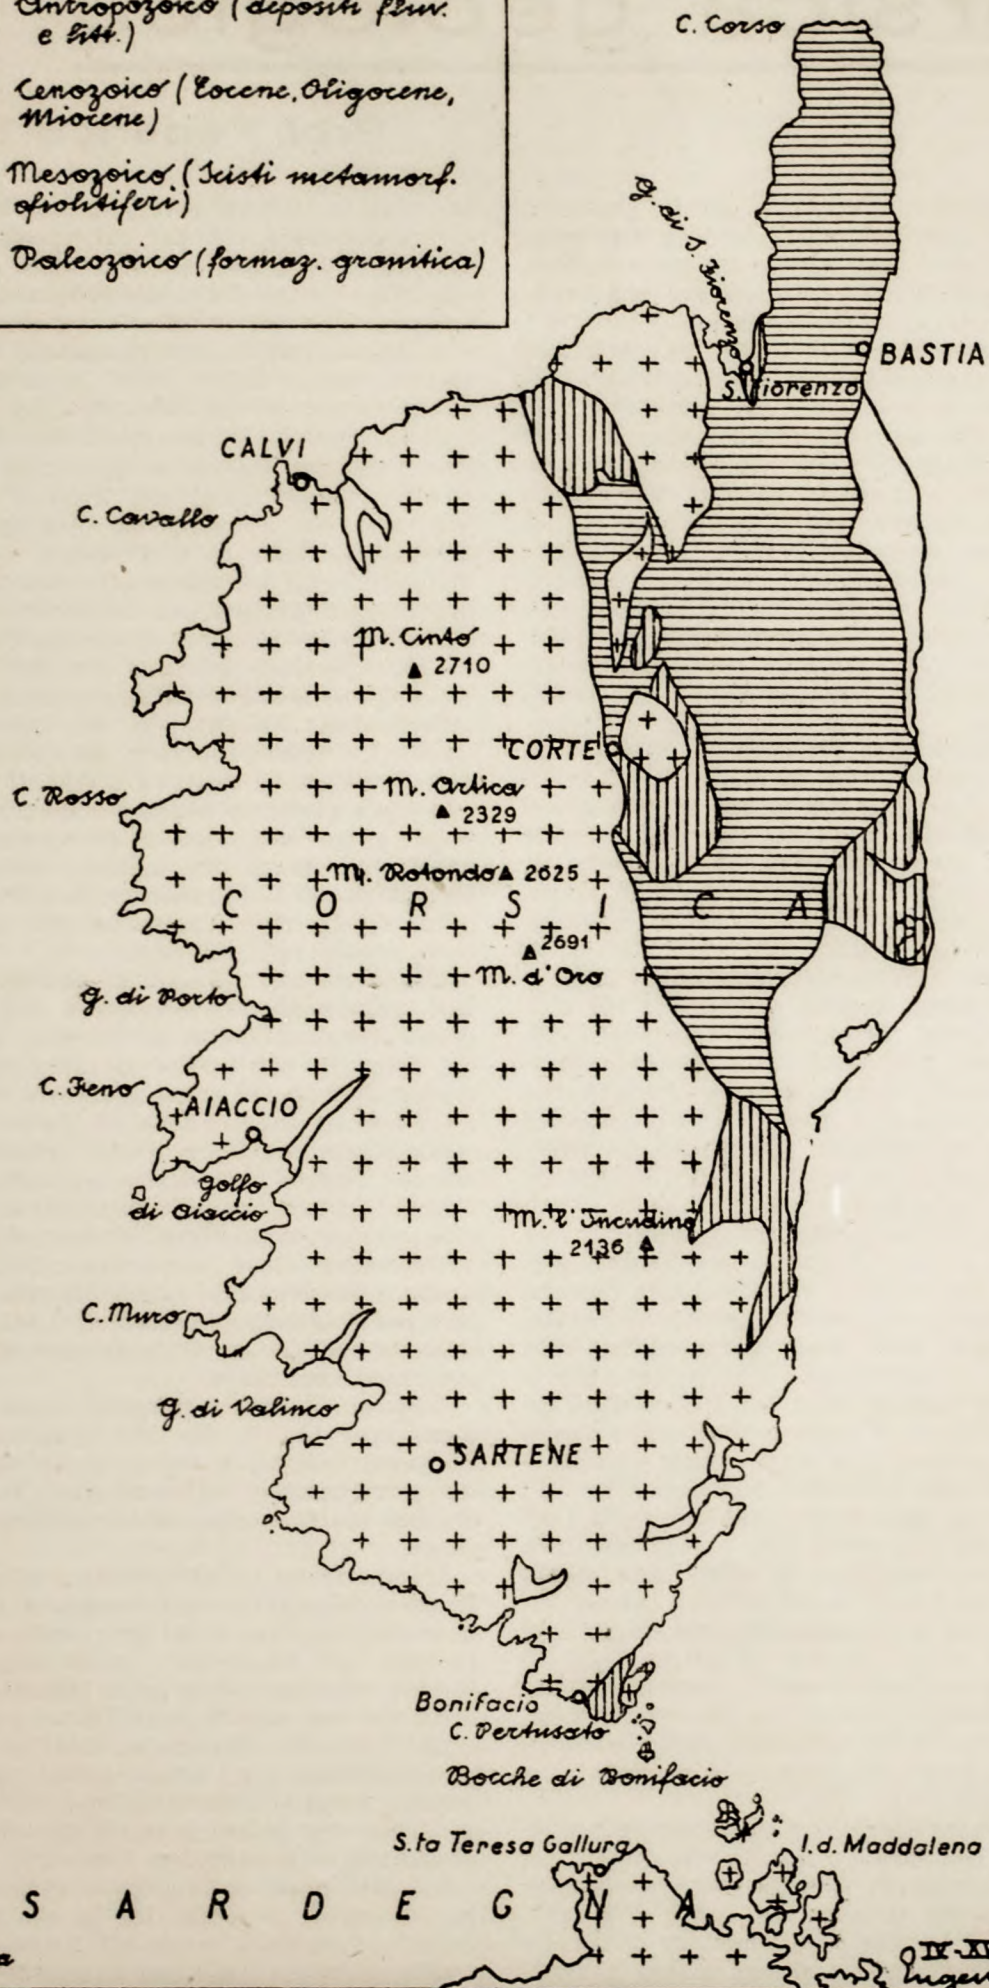 Antropozoico (depositi fluv.
e litt.)
Cenozoico (Eocene, Oligocene,
Miocene)
Mesozoico (Scisti metamorf.
ofiolitiferi)
Paleozoico (formaz. granitica)
C. Corso
G. di S. Fiorenzo
BASTIA
S. Fiorenzo
CALVI
C. Cavallo
M. Cinto
2710
CORTE
C. Rosso
M. Artica
2329
M. Rotondo 2625
C O R S I C A
2691
M. d'Oro
G. di Porto
C. Feno
AIACCIO
Golfo
di Aiaccio
M. l'Incudine
2136
C. Muro
G. di Valinco
SARTENE
Bonifacio
C. Pertusato
Bocche di Bonifacio
S.ta Teresa Gallura
I. d. Maddalena
S A R D E G N A